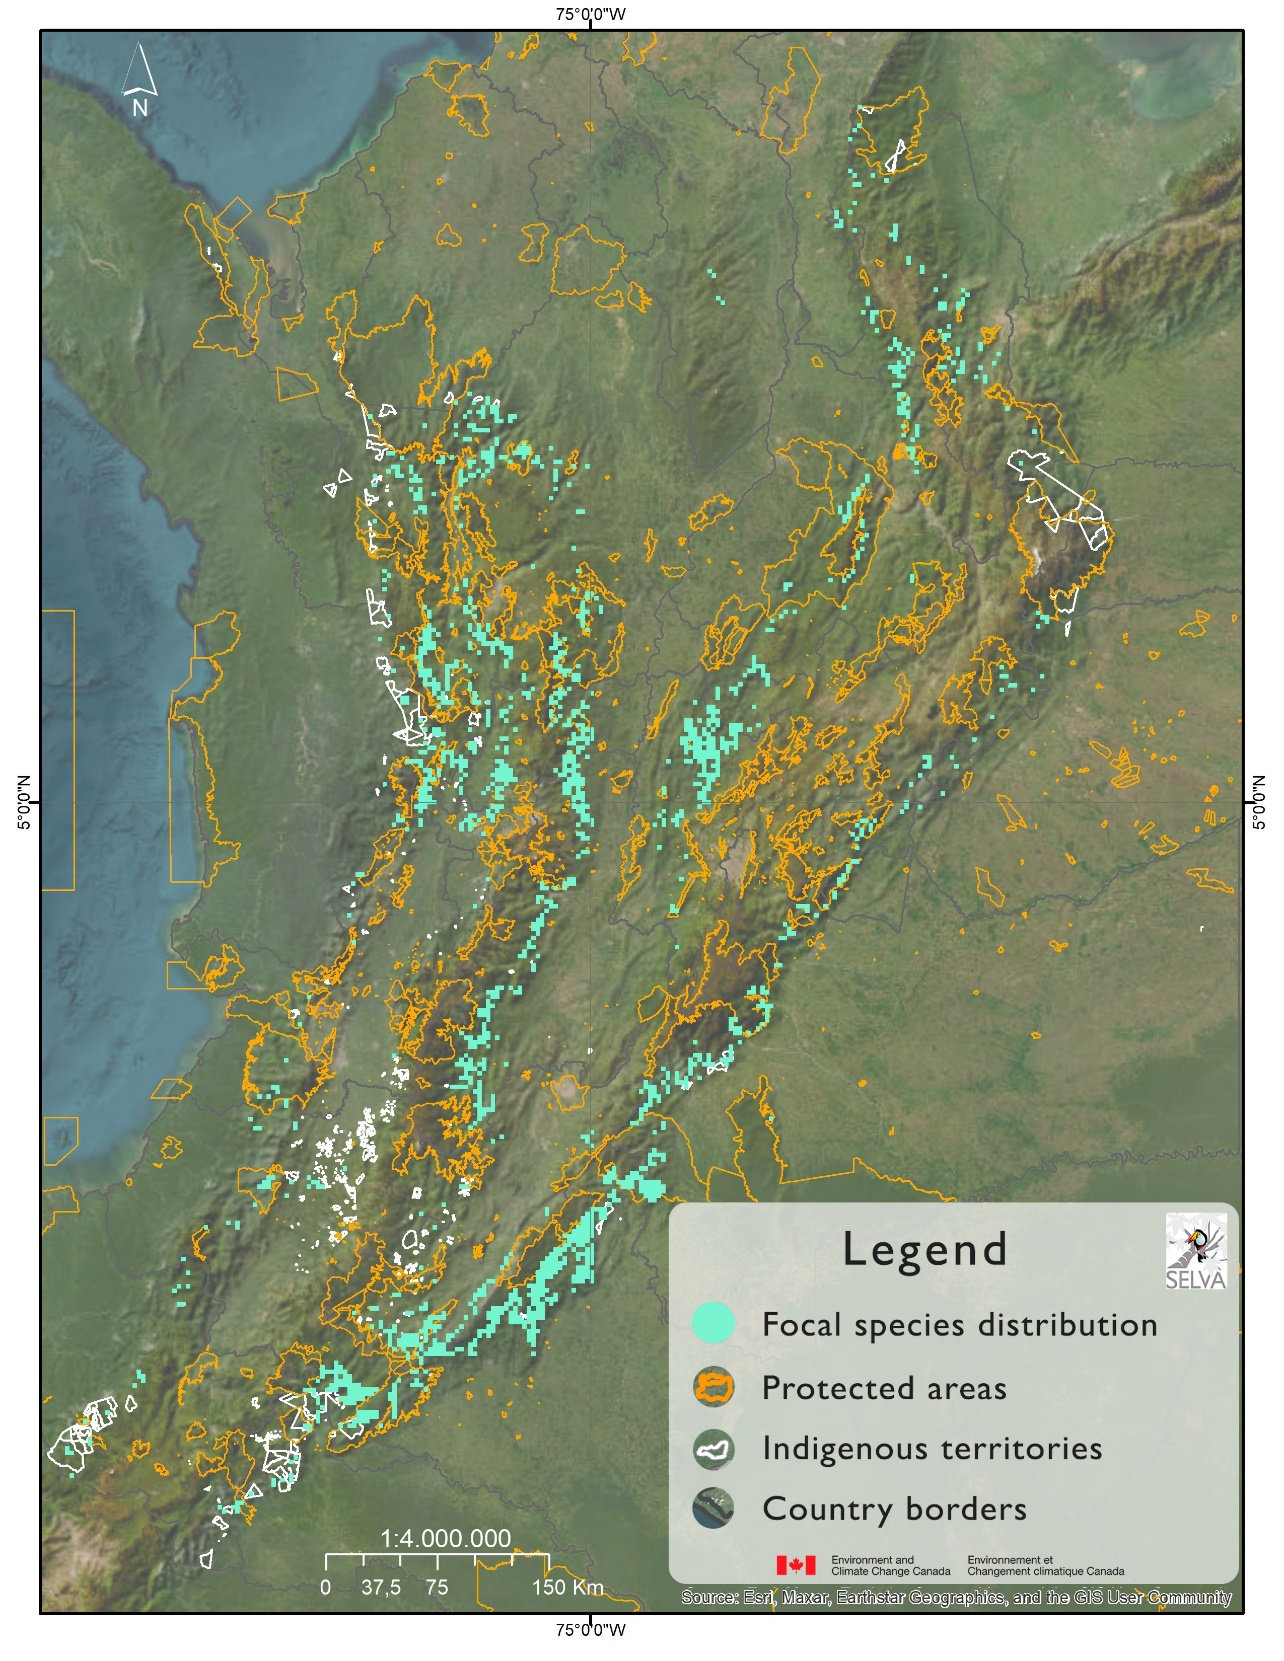 75°0'0"W
N
5°0'0"N
5°0'0"N
Legend
SELVA
Focal species distribution
Protected areas
Indigenous territories
Country borders
Environment and
Climate Change Canada
Environnement et
Changement climatique Canada
1:4.000.000
0 37,5 75 150 Km
Source: Esri, Maxar, Earthstar Geographics, and the GIS User Community
75°0'0"W